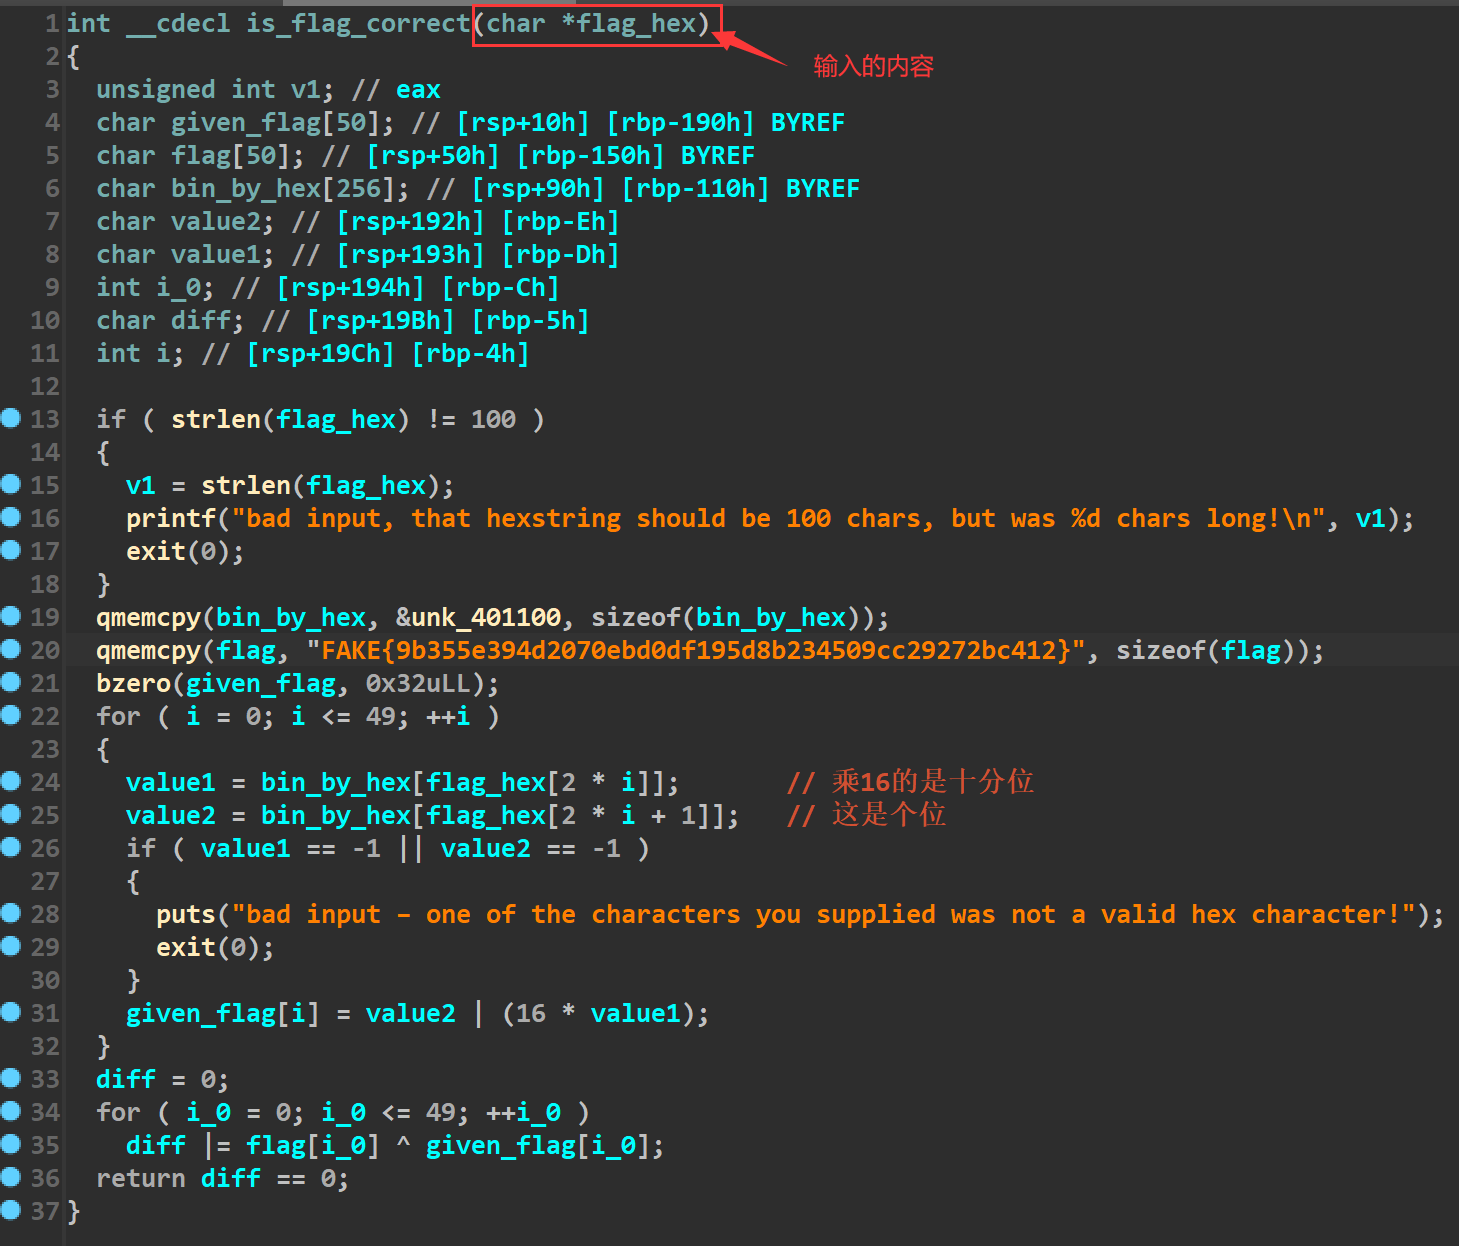 1 int __cdecl is_flag_correct(char *flag_hex)
2 {
输入的内容
3 unsigned int v1; // eax
4 char given_flag[50]; // [rsp+10h] [rbp-190h] BYREF
5 char flag[50]; // [rsp+50h] [rbp-150h] BYREF
6 char bin_by_hex[256]; // [rsp+90h] [rbp-110h] BYREF
7 char value2; // [rsp+192h] [rbp-Eh]
8 char value1; // [rsp+193h] [rbp-Dh]
9 int i_0; // [rsp+194h] [rbp-Ch]
10 char diff; // [rsp+19Bh] [rbp-5h]
11 int i; // [rsp+19Ch] [rbp-4h]
12
13 if ( strlen(flag_hex) != 100 )
14 {
15 v1 = strlen(flag_hex);
16 printf("bad input, that hexstring should be 100 chars, but was %d chars long!\n", v1);
17 exit(0);
18 }
19 qmemcpy(bin_by_hex, &unk_401100, sizeof(bin_by_hex));
20 qmemcpy(flag, "FAKE{9b355e394d2070ebd0df195d8b234509cc29272bc412}", sizeof(flag));
21 bzero(given_flag, 0x32uLL);
22 for ( i = 0; i <= 49; ++i )
23 {
24 value1 = bin_by_hex[flag_hex[2 * i]]; // 乘16的是十分位
25 value2 = bin_by_hex[flag_hex[2 * i + 1]]; // 这是个位
26 if ( value1 == -1 || value2 == -1 )
27 {
28 puts("bad input – one of the characters you supplied was not a valid hex character!");
29 exit(0);
30 }
31 given_flag[i] = value2 | (16 * value1);
32 }
33 diff = 0;
34 for ( i_0 = 0; i_0 <= 49; ++i_0 )
35 diff |= flag[i_0] ^ given_flag[i_0];
36 return diff == 0;
37 }